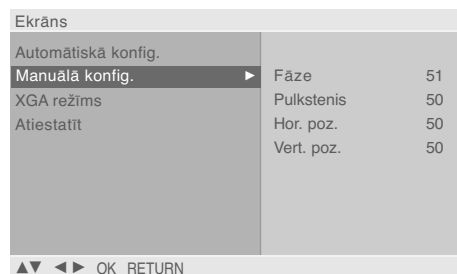 Ekrāns
Automātiskā konfig.
Manuālā konfig. ►
XGA režīms
Atiestatīt
Fāze 51
Pulkstenis 50
Hor. poz. 50
Vert. poz. 50
▲▼ ◄► OK RETURN